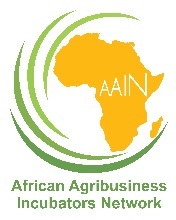 AAIN
African Agribusiness
Incubators Network